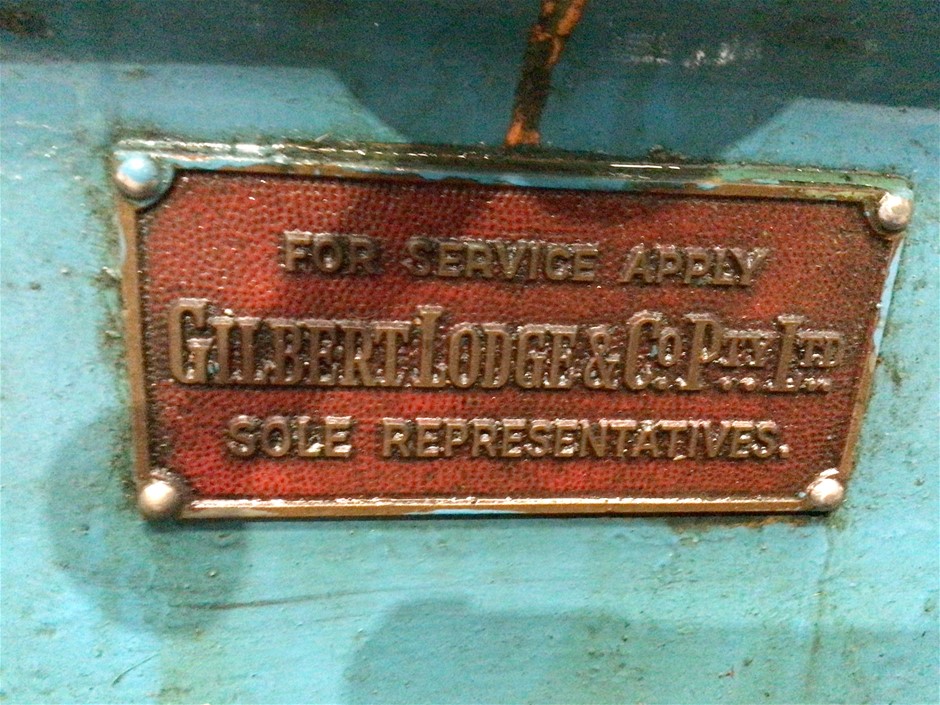 FOR SERVICE APPLY
GILBERT LODGE & CO. PTY. LTD.
SOLE REPRESENTATIVES.